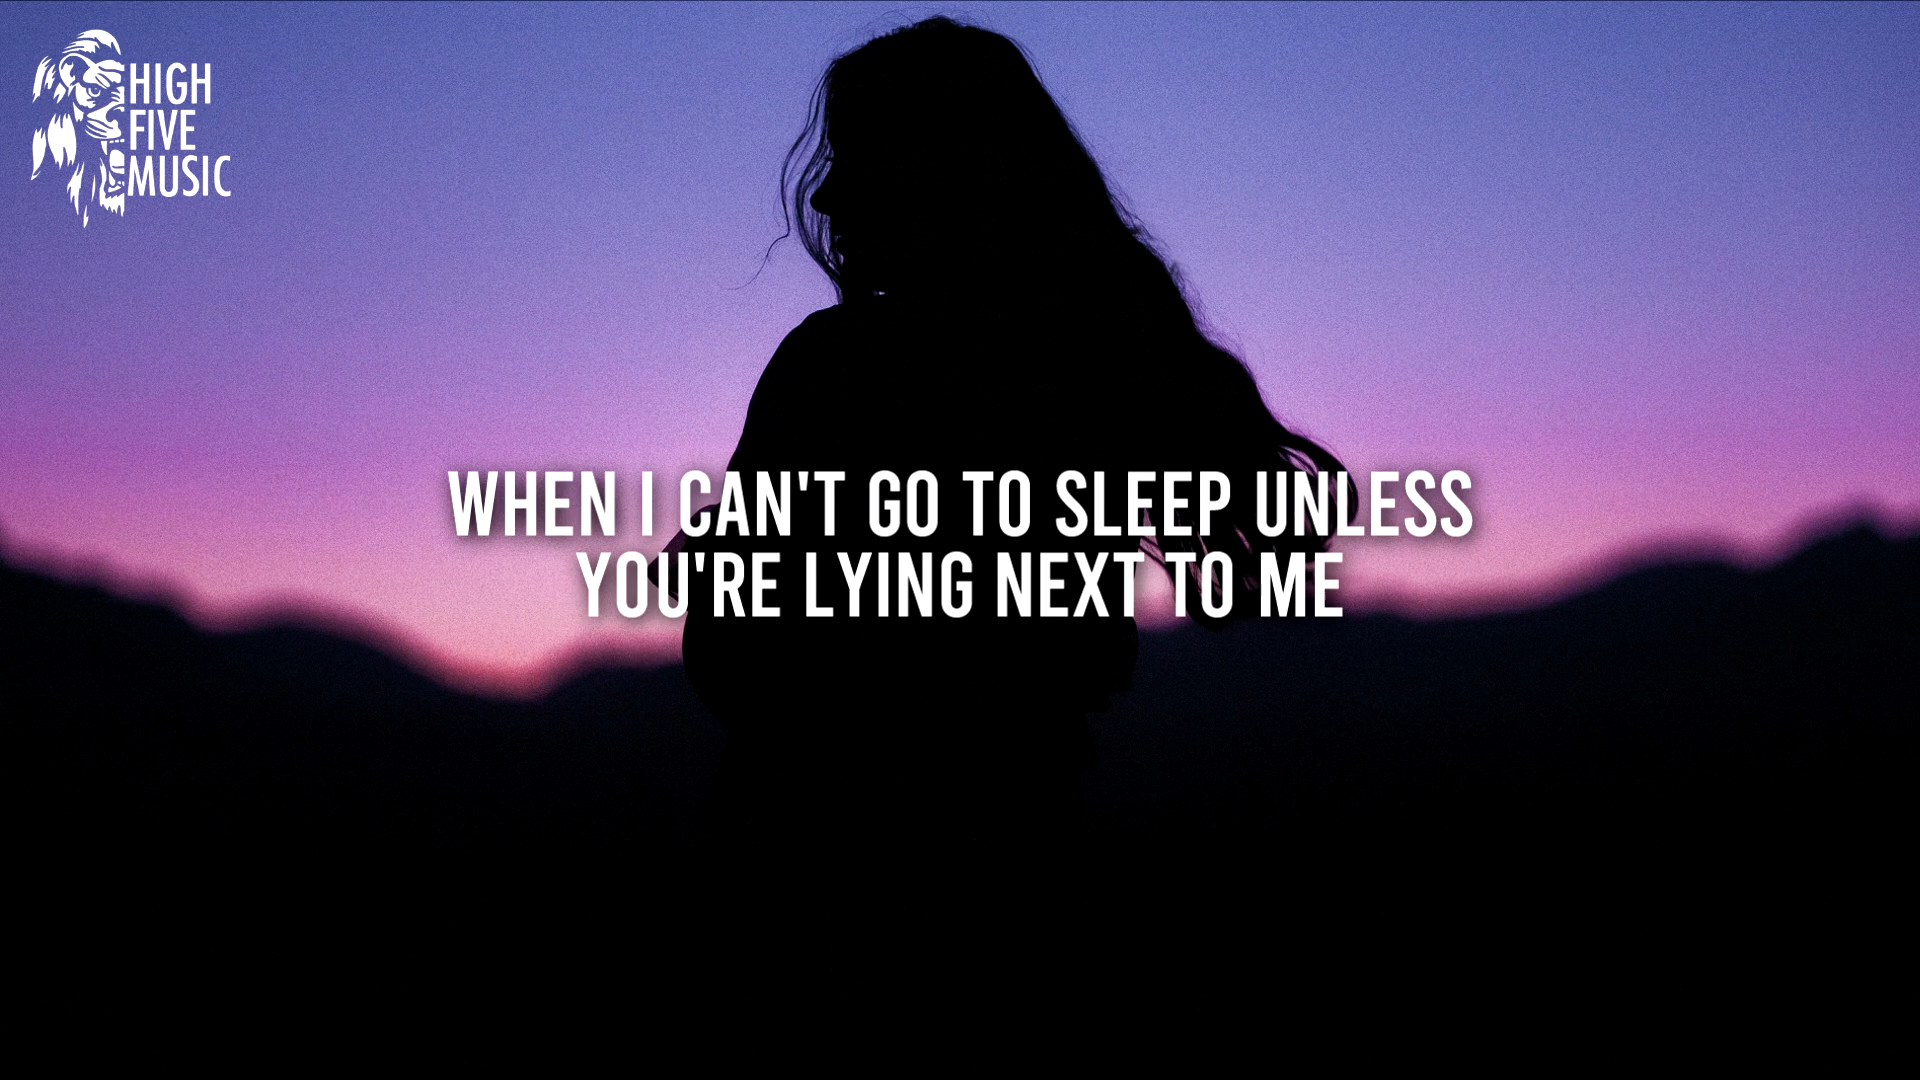 HIGH
FIVE
MUSIC
WHEN I CAN'T GO TO SLEEP UNLESS
YOU'RE LYING NEXT TO ME